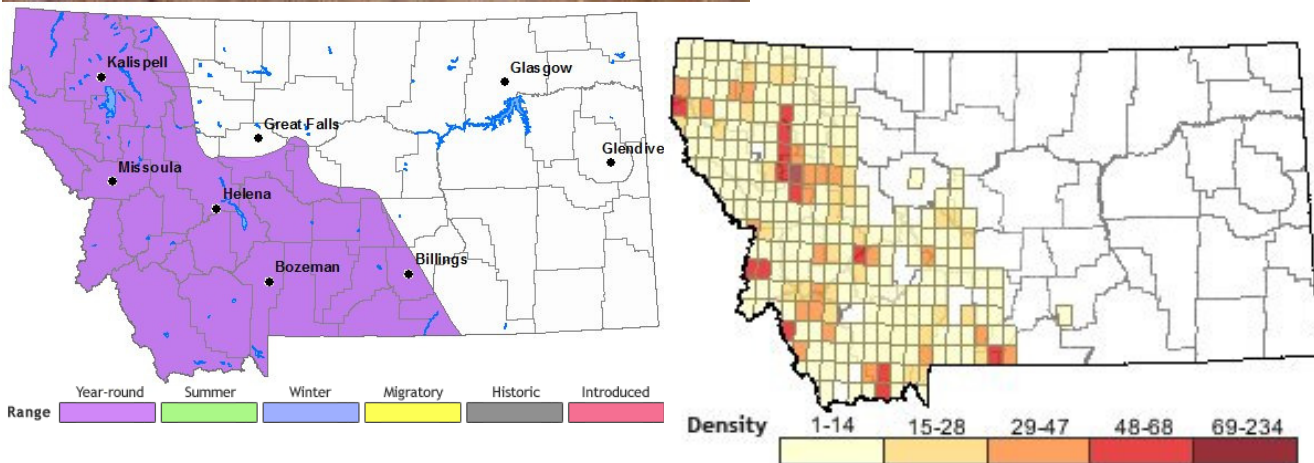 Kalispell
Glasgow
Great Falls
Glendive
Missoula
Helena
Bozeman
Billings
Year-round Summer Winter Migratory Historic Introduced
Range
Density 1-14 15-28 29-47 48-68 69-234